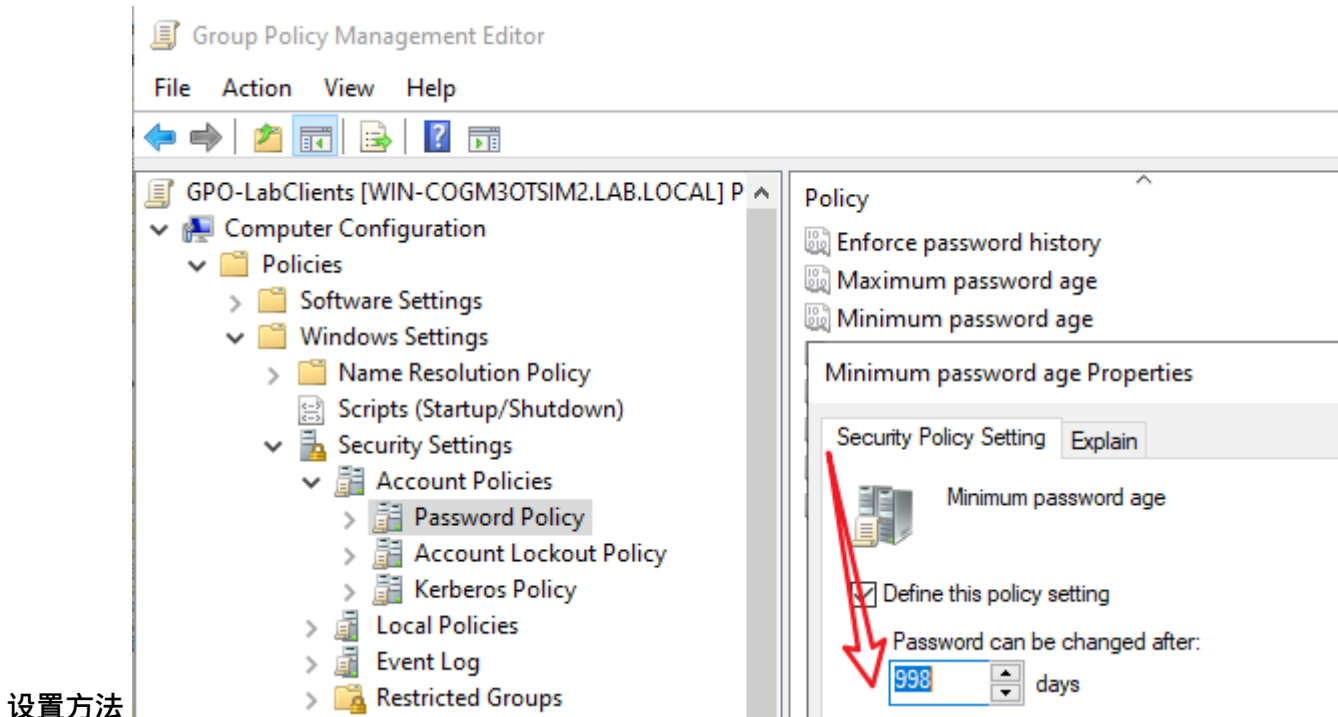 Group Policy Management Editor
File Action View Help
GPO-LabClients [WIN-COGM3OTSIM2.LAB.LOCAL] P
Computer Configuration
Policies
Software Settings
Windows Settings
Name Resolution Policy
Scripts (Startup/Shutdown)
Security Settings
Account Policies
Password Policy
Account Lockout Policy
Kerberos Policy
Local Policies
Event Log
Restricted Groups
Policy
Enforce password history
Maximum password age
Minimum password age
Minimum password age Properties
Security Policy Setting Explain
Minimum password age
Define this policy setting
Password can be changed after:
998 days
设置方法